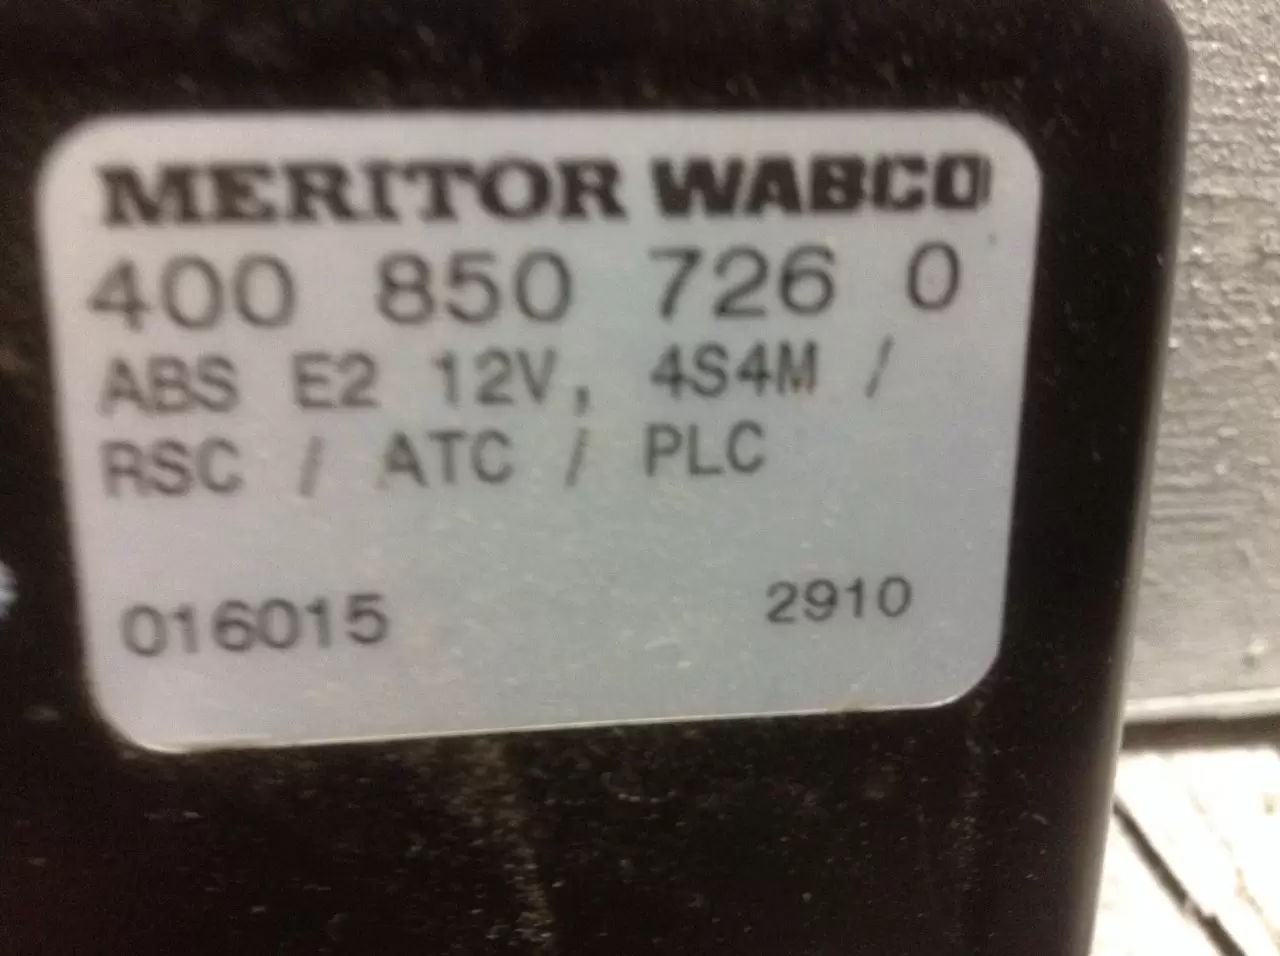 MERITOR WABCO
400 850 726 0
ABS E2 12V, 4S4M /
RSC / ATC / PLC
016015 2910